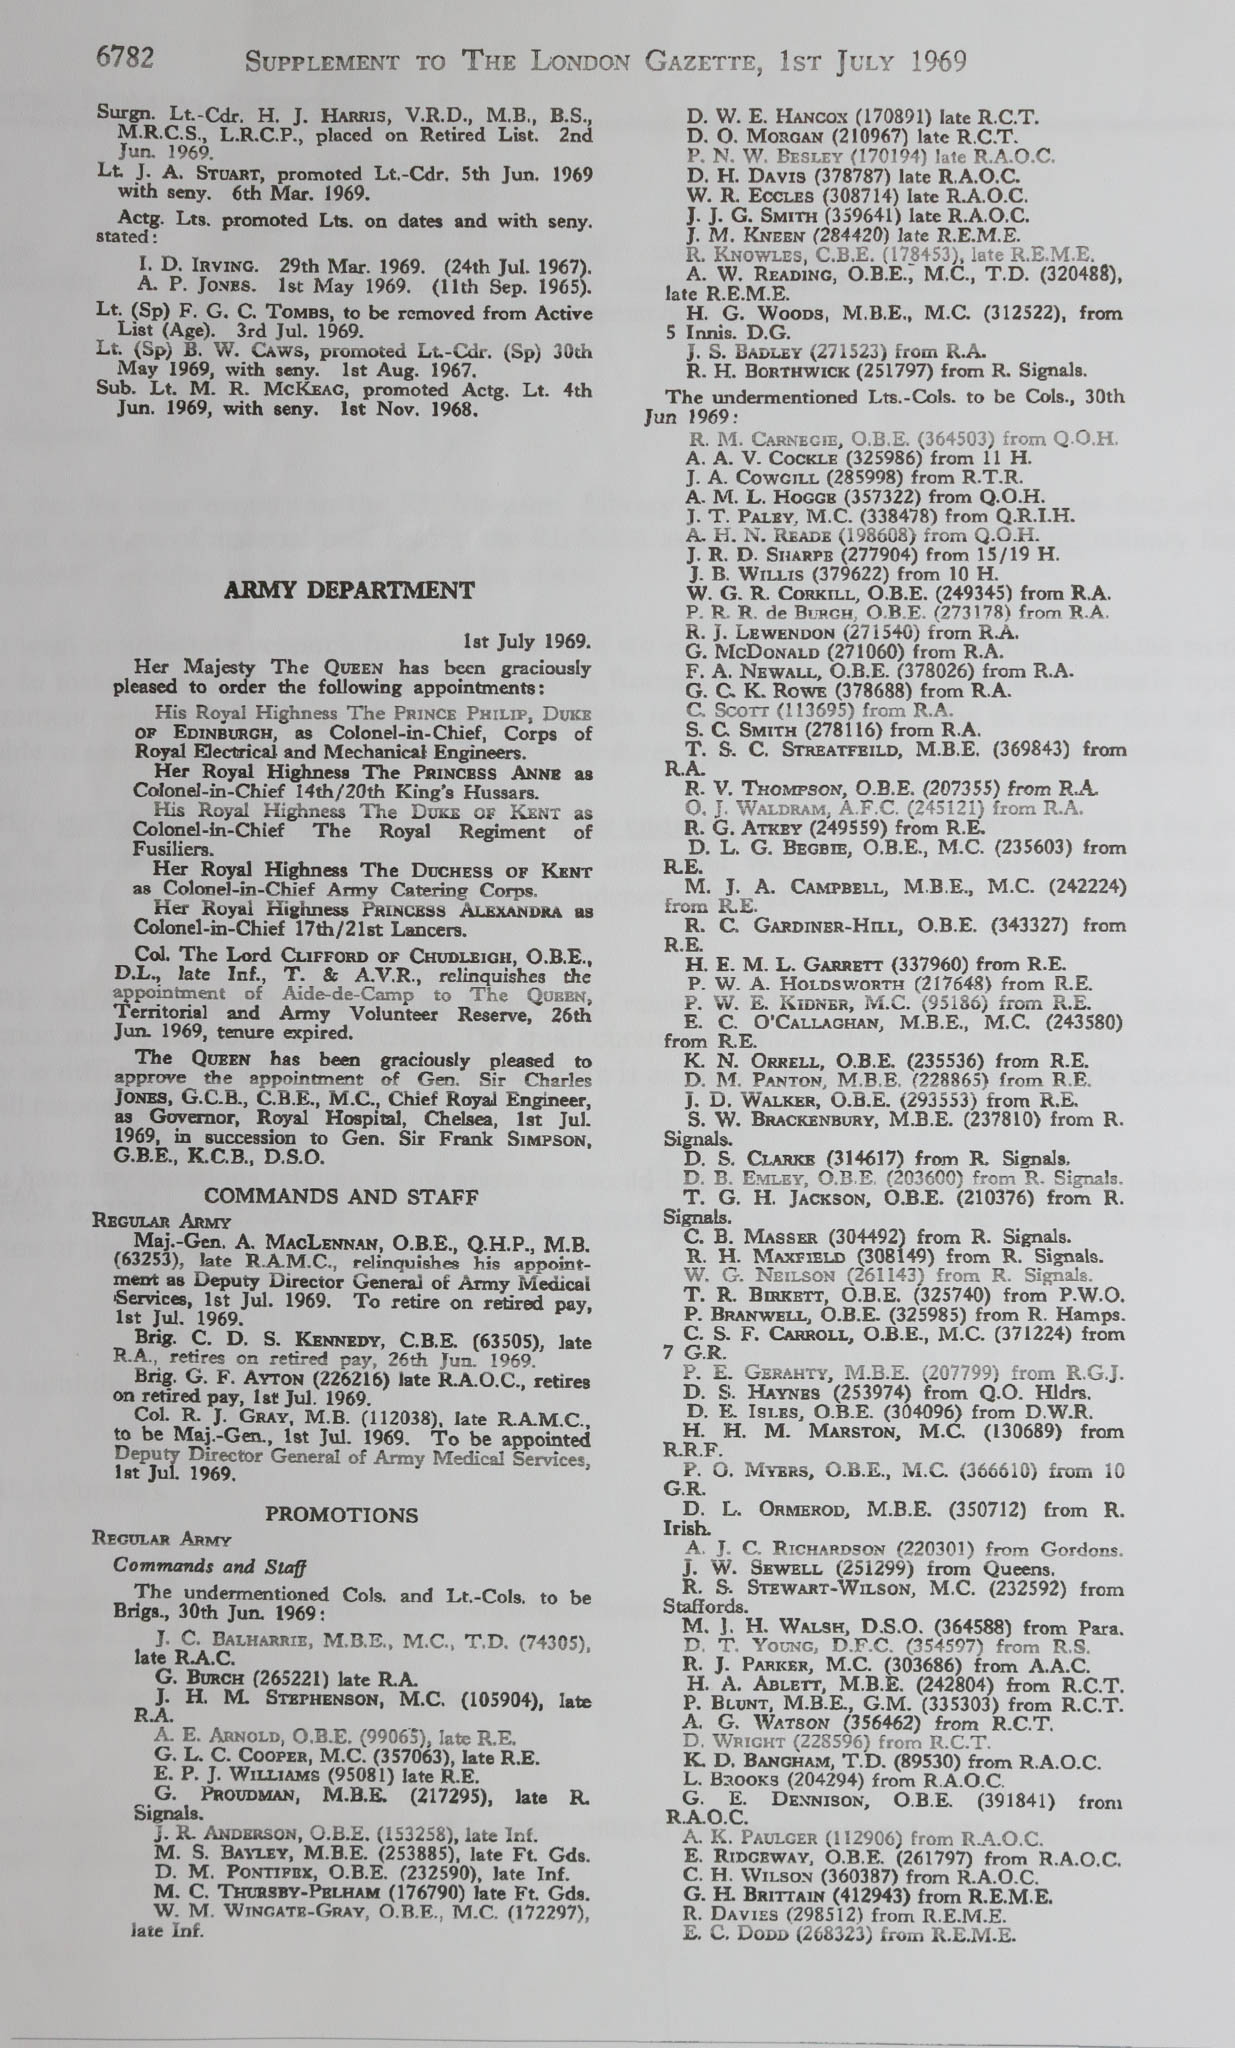 6782 SUPPLEMENT TO THE LONDON GAZETTE, 1ST JULY 1969
Surgn. Lt.-Cdr. H. J. HARRIS, V.R.D., M.B., B.S.,
M.R.C.S., L.R.C.P., placed on Retired List. 2nd
Jun. 1969.
Lt. J. A. STUART, promoted Lt.-Cdr. 5th Jun. 1969
with seny. 6th Mar. 1969.
Actg. Lts. promoted Lts. on dates and with seny.
stated:
I. D. IRVING. 29th Mar. 1969. (24th Jul. 1967).
A. P. JONES. 1st May 1969. (11th Sep. 1965).
Lt. (Sp) F. G. C. TOMBS, to be removed from Active
List (Age). 3rd Jul. 1969.
Lt. (Sp) B. W. CAWS, promoted Lt.-Cdr. (Sp) 30th
May 1969, with seny. 1st Aug. 1967.
Sub. Lt. M. R. MCKEAG, promoted Actg. Lt. 4th
Jun. 1969, with seny. 1st Nov. 1968.
ARMY DEPARTMENT
1st July 1969.
Her Majesty The QUEEN has been graciously
pleased to order the following appointments:
His Royal Highness The PRINCE PHILIP, DUKE
OF EDINBURGH, as Colonel-in-Chief, Corps of
Royal Electrical and Mechanical Engineers.
Her Royal Highness The PRINCESS ANNE as
Colonel-in-Chief 14th/20th King's Hussars.
His Royal Highness The DUKE OF KENT as
Colonel-in-Chief The Royal Regiment of
Fusiliers.
Her Royal Highness The DUCHESS OF KENT
as Colonel-in-Chief Army Catering Corps.
Her Royal Highness PRINCESS ALEXANDRA as
Colonel-in-Chief 17th/21st Lancers.
Col. The Lord CLIFFORD OF CHUDLEIGH, O.B.E.,
D.L., late Inf., T. & A.V.R., relinquishes the
appointment of Aide-de-Camp to The QUEEN,
Territorial and Army Volunteer Reserve, 26th
Jun. 1969, tenure expired.
The QUEEN has been graciously pleased to
approve the appointment of Gen. Sir Charles
JONES, G.C.B., C.B.E., M.C., Chief Royal Engineer,
as Governor, Royal Hospital, Chelsea, 1st Jul.
1969, in succession to Gen. Sir Frank SIMPSON,
G.B.E., K.C.B., D.S.O.
COMMANDS AND STAFF
REGULAR ARMY
Maj.-Gen. A. MACLENNAN, O.B.E., Q.H.P., M.B.
(63253), late R.A.M.C., relinquishes his appoint-
ment as Deputy Director General of Army Medical
Services, 1st Jul. 1969. To retire on retired pay,
1st Jul. 1969.
Brig. C. D. S. KENNEDY, C.B.E. (63505), late
R.A., retires on retired pay, 26th Jun. 1969.
Brig. G. F. AYTON (226216) late R.A.O.C., retires
on retired pay, 1st Jul. 1969.
Col. R. J. GRAY, M.B. (112038), late R.A.M.C.,
to be Maj.-Gen., 1st Jul. 1969. To be appointed
Deputy Director General of Army Medical Services,
1st Jul. 1969.
PROMOTIONS
REGULAR ARMY
Commands and Staff
The undermentioned Cols. and Lt.-Cols. to be
Brigs., 30th Jun. 1969:
J. C. BALHARRIE, M.B.E., M.C., T.D. (74305),
late R.A.C.
G. BURCH (265221) late R.A.
J. H. M. STEPHENSON, M.C. (105904), late
R.A.
A. E. ARNOLD, O.B.E. (99065), late R.E.
G. L. C. COOPER, M.C. (357063), late R.E.
E. P. J. WILLIAMS (95081) late R.E.
G. PROUDMAN, M.B.E. (217295), late R.
Signals.
J. R. ANDERSON, O.B.E. (153258), late Inf.
M. S. BAYLEY, M.B.E. (253885), late Ft. Gds.
D. M. PONTIFEX, O.B.E. (232590), late Inf.
M. C. THURSBY-PELHAM (176790) late Ft. Gds.
W. M. WINGATE-GRAY, O.B.E., M.C. (172297),
late Inf.
D. W. E. HANCOX (170891) late R.C.T.
D. O. MORGAN (210967) late R.C.T.
P. N. W. BESLEY (170194) late R.A.O.C.
D. H. DAVIS (378787) late R.A.O.C.
W. R. ECCLES (308714) late R.A.O.C.
J. J. G. SMITH (359641) late R.A.O.C.
J. M. KNEEN (284420) late R.E.M.E.
R. KNOWLES, C.B.E. (178453), late R.E.M.E.
A. W. READING, O.B.E., M.C., T.D. (320488),
late R.E.M.E.
H. G. WOODS, M.B.E., M.C. (312522), from
5 Innis. D.G.
J. S. BADLEY (271523) from R.A.
R. H. BORTHWICK (251797) from R. Signals.
The undermentioned Lts.-Cols. to be Cols., 30th
Jun 1969:
R. M. CARNEGIE, O.B.E. (364503) from Q.O.H.
A. A. V. COCKLE (325986) from 11 H.
J. A. COWGILL (285998) from R.T.R.
A. M. L. HOGGE (357322) from Q.O.H.
J. T. PALEY, M.C. (338478) from Q.R.I.H.
A. H. N. READE (198608) from Q.O.H.
J. R. D. SHARPE (277904) from 15/19 H.
J. B. WILLIS (379622) from 10 H.
W. G. R. CORKILL, O.B.E. (249345) from R.A.
P. R. R. de BURGH, O.B.E. (273178) from R.A.
R. J. LEWENDON (271540) from R.A.
G. MCDONALD (271060) from R.A.
F. A. NEWALL, O.B.E. (378026) from R.A.
G. C. K. ROWE (378688) from R.A.
C. SCOTT (113695) from R.A.
S. C. SMITH (278116) from R.A.
T. S. C. STREATFEILD, M.B.E. (369843) from
R.A.
R. V. THOMPSON, O.B.E. (207355) from R.A.
O. J. WALDRAM, A.F.C. (245121) from R.A.
R. G. ATKEY (249559) from R.E.
D. L. G. BEGBIE, O.B.E., M.C. (235603) from
R.E.
M. J. A. CAMPBELL, M.B.E., M.C. (242224)
from R.E.
R. C. GARDINER-HILL, O.B.E. (343327) from
R.E.
H. E. M. L. GARRETT (337960) from R.E.
P. W. A. HOLDSWORTH (217648) from R.E.
P. W. E. KIDNER, M.C. (95186) from R.E.
E. C. O'CALLAGHAN, M.B.E., M.C. (243580)
from R.E.
K. N. ORRELL, O.B.E. (235536) from R.E.
D. M. PANTON, M.B.E. (228865) from R.E.
J. D. WALKER, O.B.E. (293553) from R.E.
S. W. BRACKENBURY, M.B.E. (237810) from R.
Signals.
D. S. CLARKE (314617) from R. Signals.
D. B. EMLEY, O.B.E. (203600) from R. Signals.
T. G. H. JACKSON, O.B.E. (210376) from R.
Signals.
C. B. MASSER (304492) from R. Signals.
R. H. MAXFIELD (308149) from R. Signals.
W. G. NEILSON (261143) from R. Signals.
T. R. BIRKETT, O.B.E. (325740) from P.W.O.
P. BRANWELL, O.B.E. (325985) from R. Hamps.
C. S. F. CARROLL, O.B.E., M.C. (371224) from
7 G.R.
P. E. GERAHTY, M.B.E. (207799) from R.G.J.
D. S. HAYNES (253974) from Q.O. Hldrs.
D. E. ISLES, O.B.E. (304096) from D.W.R.
H. H. M. MARSTON, M.C. (130689) from
R.R.F.
P. O. MYERS, O.B.E., M.C. (366610) from 10
G.R.
D. L. ORMEROD, M.B.E. (350712) from R.
Irish.
A. J. C. RICHARDSON (220301) from Gordons.
J. W. SEWELL (251299) from Queens.
R. S. STEWART-WILSON, M.C. (232592) from
Staffords.
M. J. H. WALSH, D.S.O. (364588) from Para.
D. T. YOUNG, D.F.C. (354597) from R.S.
R. J. PARKER, M.C. (303686) from A.A.C.
H. A. ABLETT, M.B.E. (242804) from R.C.T.
P. BLUNT, M.B.E., G.M. (335303) from R.C.T.
A. G. WATSON (356462) from R.C.T.
D. WRIGHT (228596) from R.C.T.
K. D. BANGHAM, T.D. (89530) from R.A.O.C.
L. BROOKS (204294) from R.A.O.C.
G. E. DENNISON, O.B.E. (391841) from
R.A.O.C.
A. K. PAULGER (112906) from R.A.O.C.
E. RIDGEWAY, O.B.E. (261797) from R.A.O.C.
C. H. WILSON (360387) from R.A.O.C.
G. H. BRITTAIN (412943) from R.E.M.E.
R. DAVIES (298512) from R.E.M.E.
E. C. DODD (268323) from R.E.M.E.